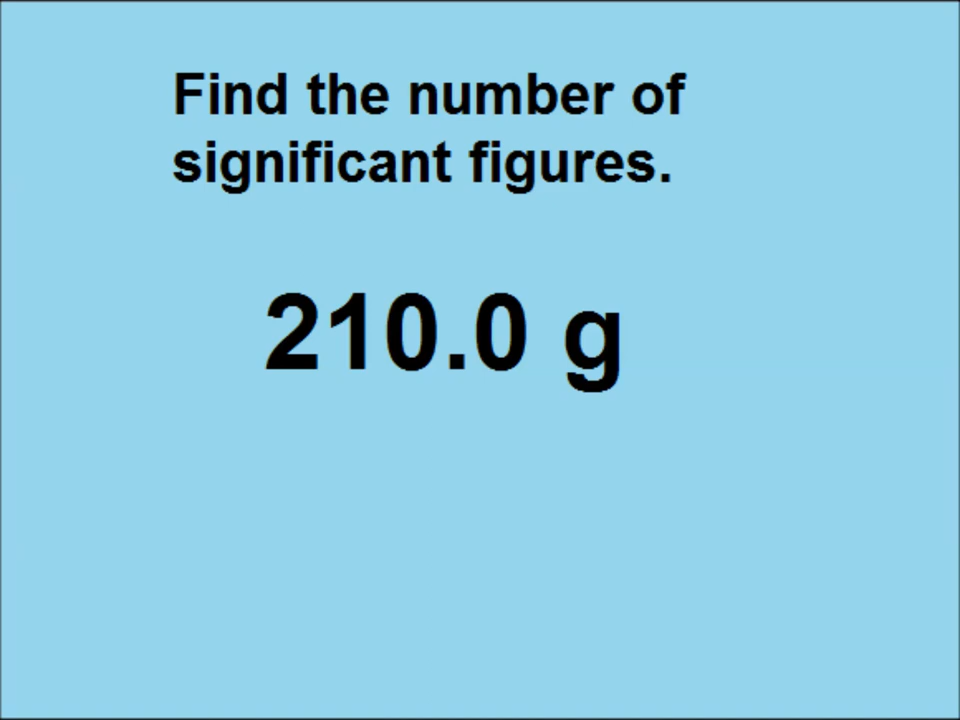 Find the number of
significant figures.
210.0 g